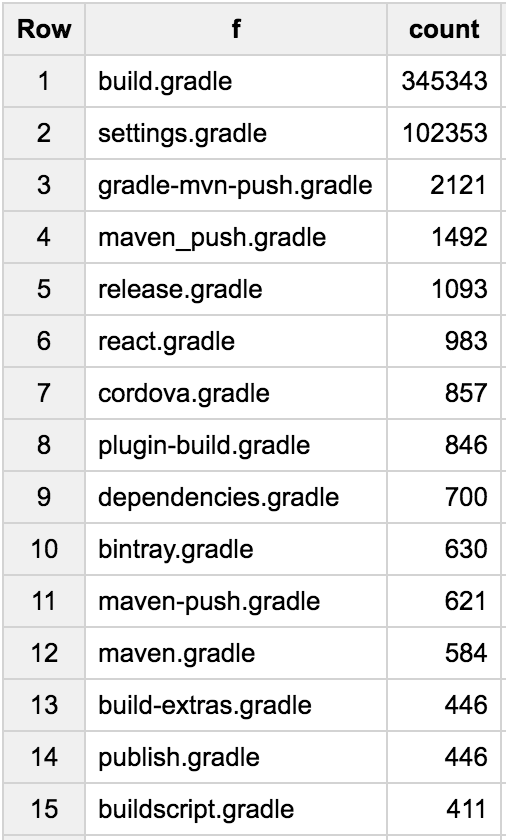 Row f count
1 build.gradle 345343
2 settings.gradle 102353
3 gradle-mvn-push.gradle 2121
4 maven_push.gradle 1492
5 release.gradle 1093
6 react.gradle 983
7 cordova.gradle 857
8 plugin-build.gradle 846
9 dependencies.gradle 700
10 bintray.gradle 630
11 maven-push.gradle 621
12 maven.gradle 584
13 build-extras.gradle 446
14 publish.gradle 446
15 buildscript.gradle 411